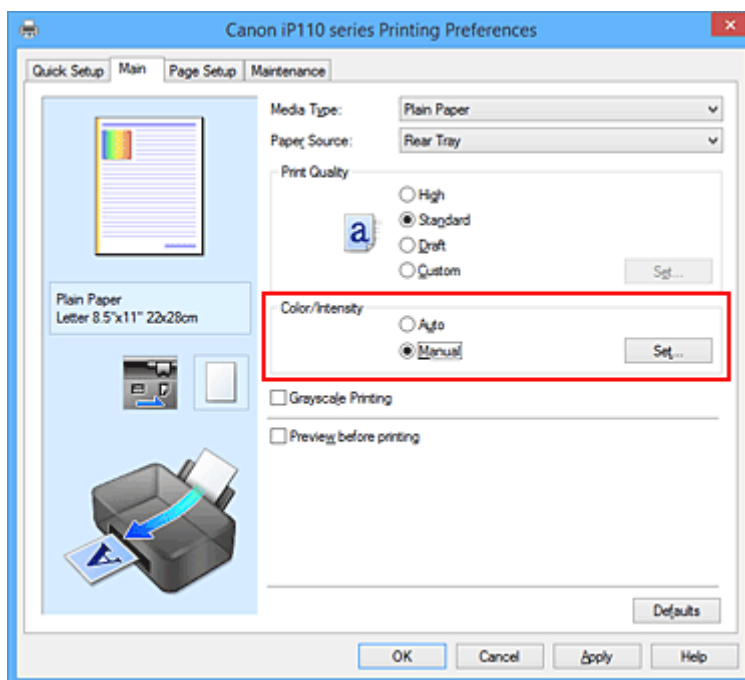 Canon iP110 series Printing Preferences
Quick Setup Main Page Setup Maintenance
Media Type: Plain Paper
Paper Source: Rear Tray
Print Quality
High
a
Standard
Draft
Custom Set...
Plain Paper
Letter 8.5"x11" 22x28cm
Color/Intensity
Auto
Manual Set...
Grayscale Printing
Preview before printing
A
Defaults
OK Cancel Apply Help